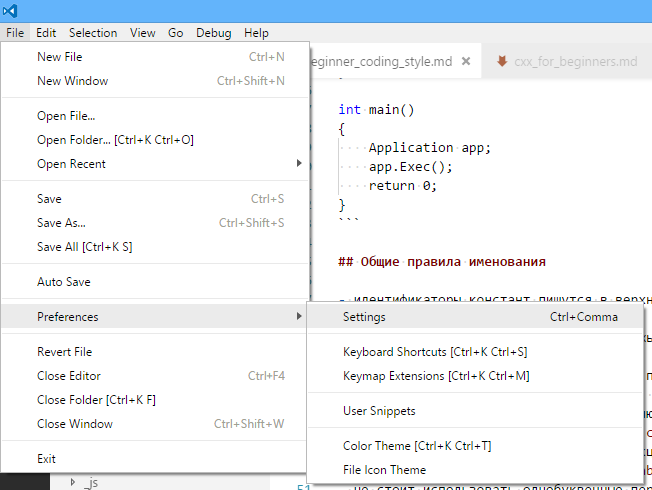 File Edit Selection View Go Debug Help
New File Ctrl+N
New Window Ctrl+Shift+N
Open File...
Open Folder... [Ctrl+K Ctrl+O]
Open Recent
Save Ctrl+S
Save As... Ctrl+Shift+S
Save All [Ctrl+K S]
Auto Save
Preferences
Revert File
Close Editor Ctrl+F4
Close Folder [Ctrl+K F]
Close Window Ctrl+Shift+W
Exit
_js
eginner_coding_style.md cxx_for_beginners.md
int main()
{
Application app;
app.Exec();
return 0;
}
```
## Общие правила именования
- идентификаторы констант пишутся в верхн
Settings Ctrl+Comma
Keyboard Shortcuts [Ctrl+K Ctrl+S]
Keymap Extensions [Ctrl+K Ctrl+M]
User Snippets
Color Theme [Ctrl+K Ctrl+T]
File Icon Theme
51